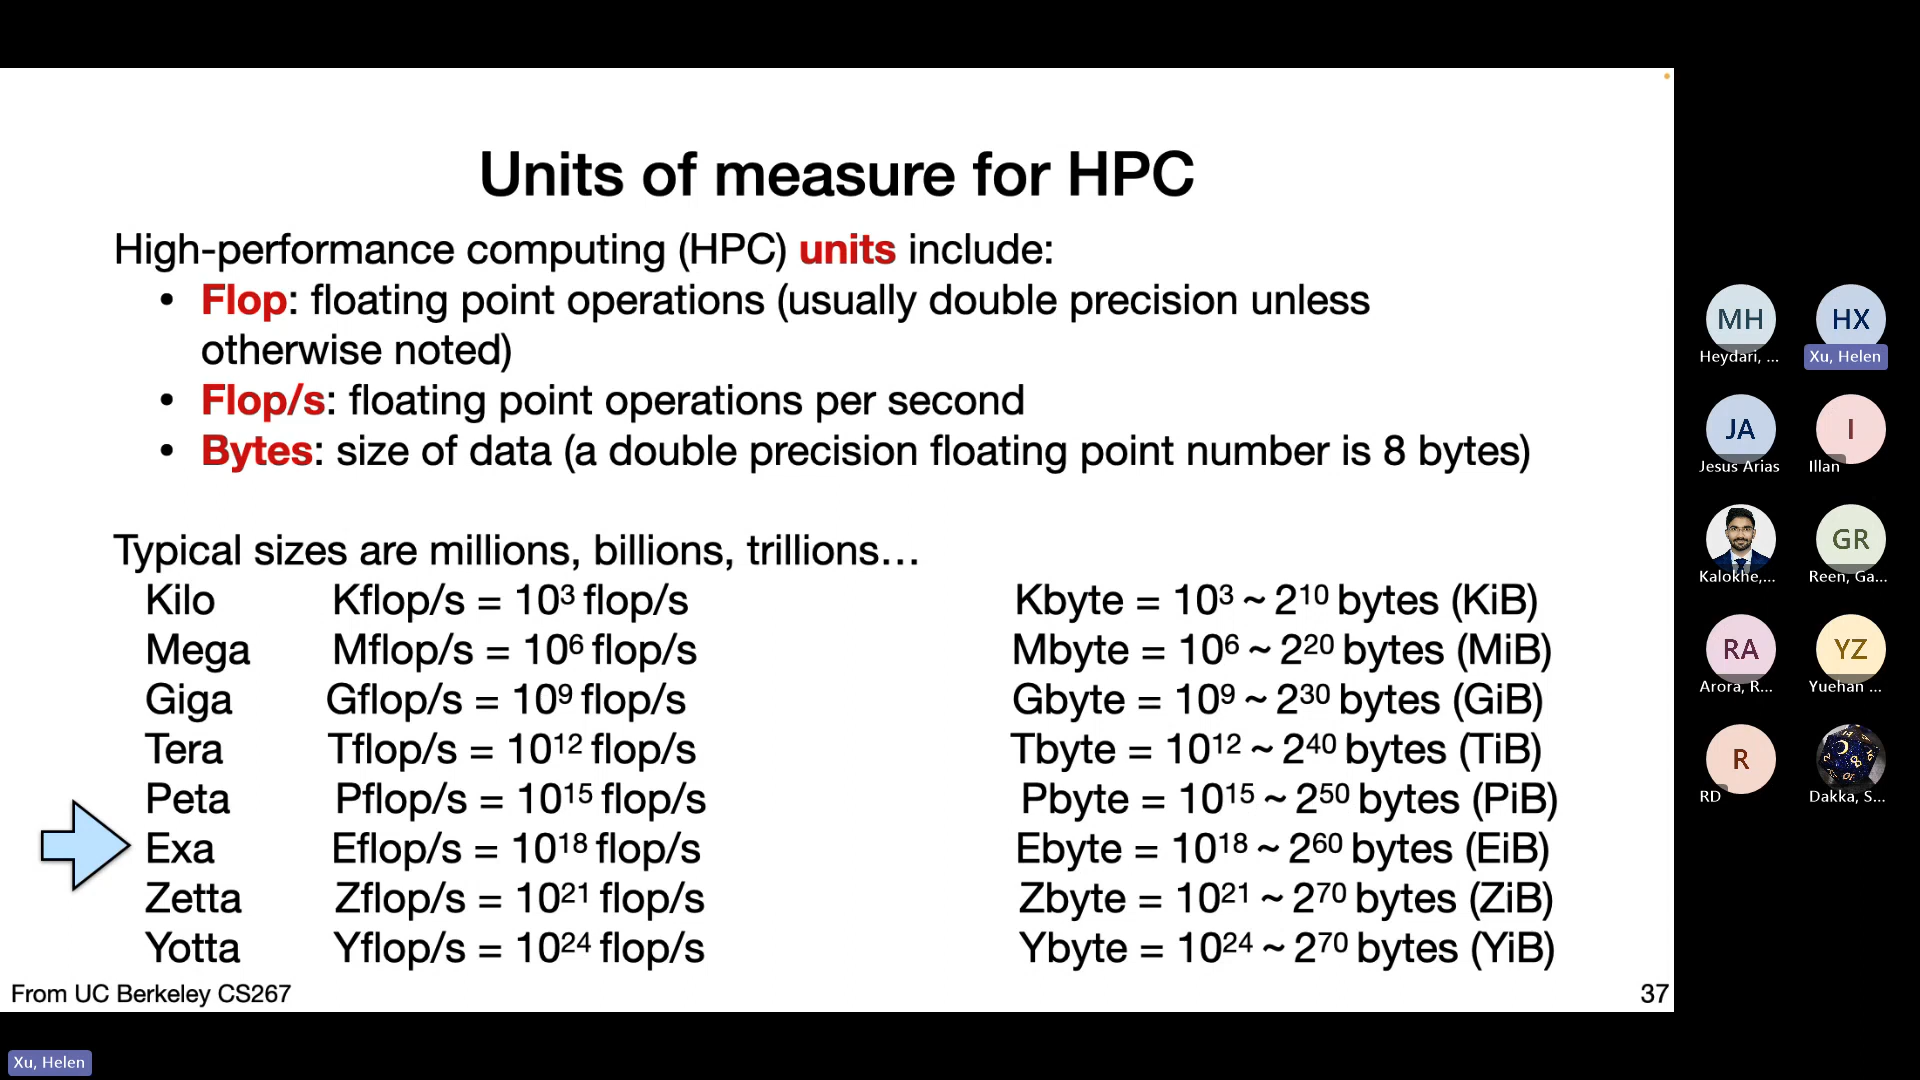 Units of measure for HPC
High-performance computing (HPC) units include:
• Flop: floating point operations (usually double precision unless
otherwise noted)
• Flop/s: floating point operations per second
• Bytes: size of data (a double precision floating point number is 8 bytes)
Typical sizes are millions, billions, trillions…
Kilo Kflop/s = 10³ flop/s Kbyte = 10³ ~ 2¹⁰ bytes (KiB)
Mega Mflop/s = 10⁶ flop/s Mbyte = 10⁶ ~ 2²⁰ bytes (MiB)
Giga Gflop/s = 10⁹ flop/s Gbyte = 10⁹ ~ 2³⁰ bytes (GiB)
Tera Tflop/s = 10¹² flop/s Tbyte = 10¹² ~ 2⁴⁰ bytes (TiB)
Peta Pflop/s = 10¹⁵ flop/s Pbyte = 10¹⁵ ~ 2⁵⁰ bytes (PiB)
Exa Eflop/s = 10¹⁸ flop/s Ebyte = 10¹⁸ ~ 2⁶⁰ bytes (EiB)
Zetta Zflop/s = 10²¹ flop/s Zbyte = 10²¹ ~ 2⁷⁰ bytes (ZiB)
Yotta Yflop/s = 10²⁴ flop/s Ybyte = 10²⁴ ~ 2⁷⁰ bytes (YiB)
From UC Berkeley CS267 37
MH HX
Heydari, ... Xu, Helen
JA I
Jesus Arias Illan
GR
Kalokhe,... Reen, Ga...
RA YZ
Arora, R... Yuehan ...
R
RD Dakka, S...
Xu, Helen